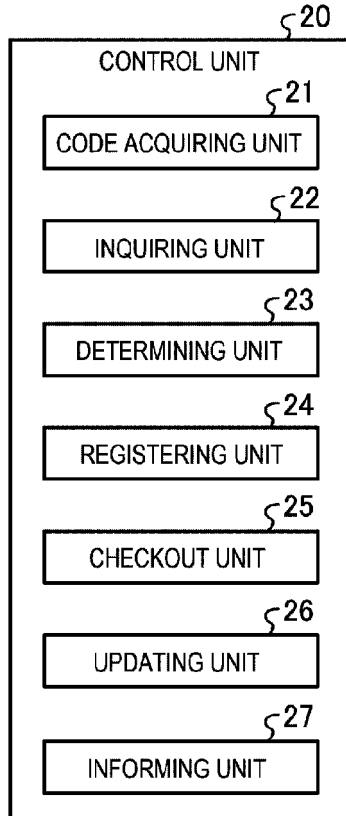 20
CONTROL UNIT
21
CODE ACQUIRING UNIT
22
INQUIRING UNIT
23
DETERMINING UNIT
24
REGISTERING UNIT
25
CHECKOUT UNIT
26
UPDATING UNIT
27
INFORMING UNIT